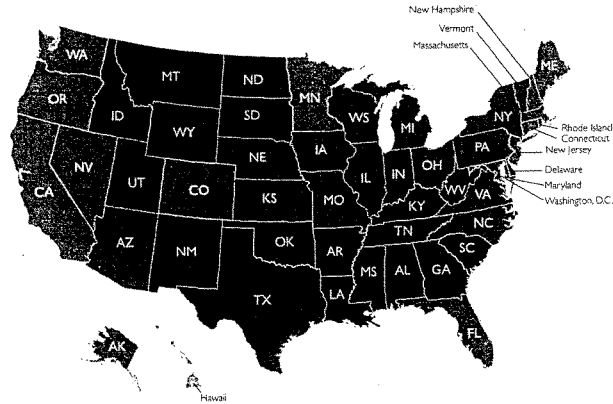 New Hampshire
Vermont
Massachusetts
WA
MT
ND
MN
ME
OR
ID
SD
WS
MI
NY
WY
Rhode Island
Connecticut
IA
PA
New Jersey
NV
NE
IL
IN
OH
Delaware
CA
UT
CO
WV
VA
Maryland
KS
MO
KY
Washington, D.C.
NC
TN
OK
AR
SC
AZ
NM
MS
AL
GA
TX
LA
FL
AK
Hawaii